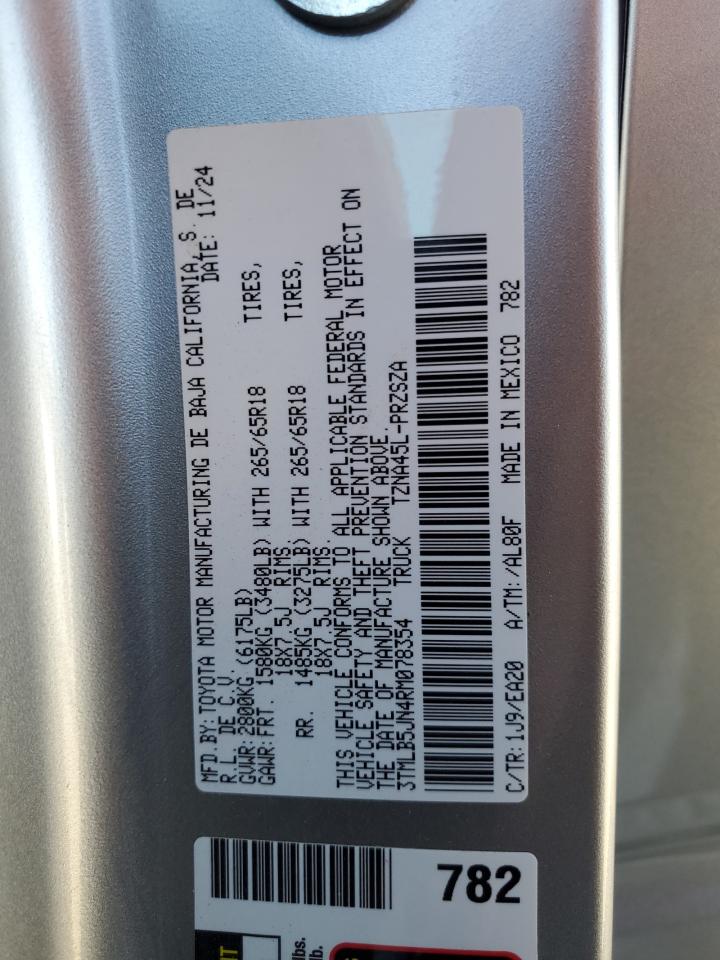 MFD.BY: TOYOTA MOTOR MANUFACTURING DE BAJA CALIFORNIA, S. DE
R.L. DE C.V. DATE: 11/24
GVWR: 2800KG (6175LB)
GAWR: FRT. 1580KG (3480LB) WITH 265/65R18 TIRES,
18X7.5J RIMS.
RR. 1485KG (3275LB) WITH 265/65R18 TIRES,
18X7.5J RIMS.
THIS VEHICLE CONFORMS TO ALL APPLICABLE FEDERAL MOTOR
VEHICLE SAFETY AND THEFT PREVENTION STANDARDS IN EFFECT ON
THE DATE OF MANUFACTURE SHOWN ABOVE.
3TMLB5JN4RM078354 TRUCK TZNA45L-PRZSZA
C/TR: 1J9/EA20 A/TM: /AL80F MADE IN MEXICO 782
782
lbs.
lb.